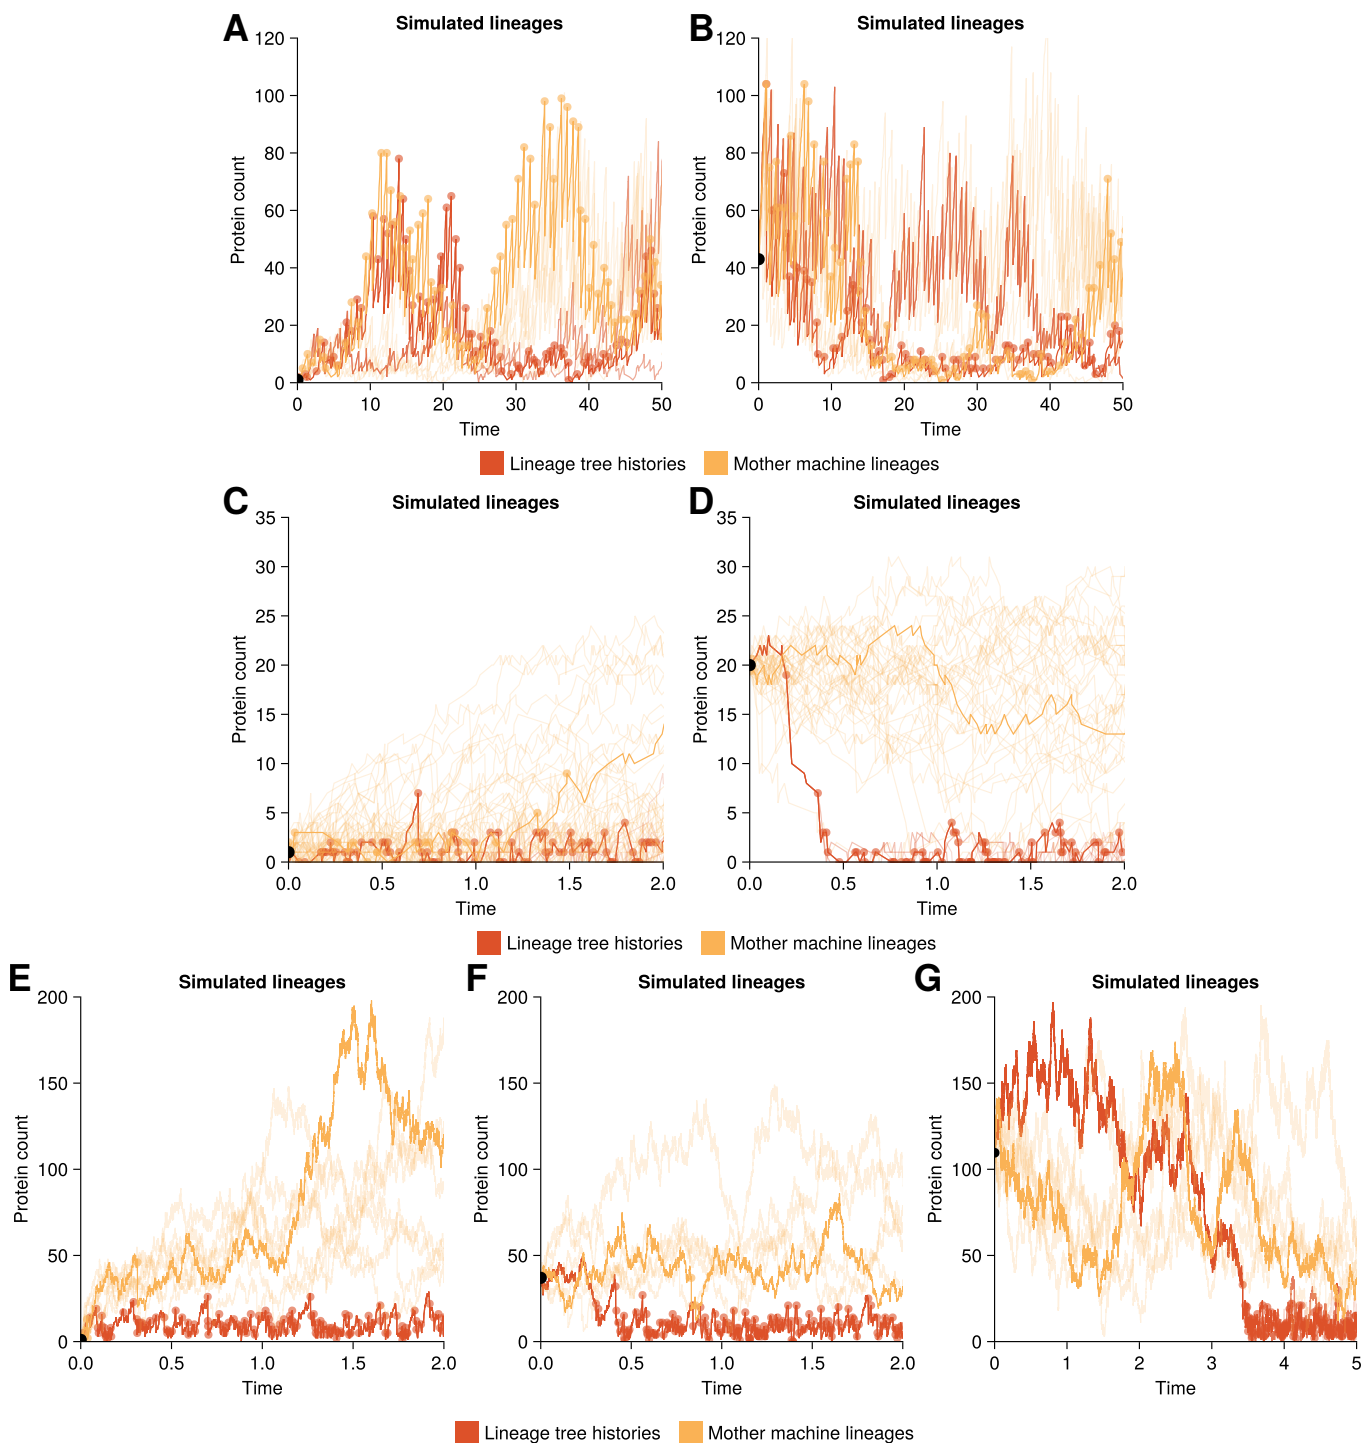 A
Simulated lineages
120
100
80
60
40
20
0
Protein count
0 10 20 30 40 50
Time
B
Simulated lineages
120
100
80
60
40
20
0
Protein count
0 10 20 30 40 50
Time
Lineage tree histories Mother machine lineages
C
Simulated lineages
35
30
25
20
15
10
5
0
Protein count
0.0 0.5 1.0 1.5 2.0
Time
D
Simulated lineages
35
30
25
20
15
10
5
0
Protein count
0.0 0.5 1.0 1.5 2.0
Time
Lineage tree histories Mother machine lineages
E
Simulated lineages
200
150
100
50
0
Protein count
0.0 0.5 1.0 1.5 2.0
Time
F
Simulated lineages
200
150
100
50
0
Protein count
0.0 0.5 1.0 1.5 2.0
Time
G
Simulated lineages
200
150
100
50
0
Protein count
0 1 2 3 4 5
Time
Lineage tree histories Mother machine lineages